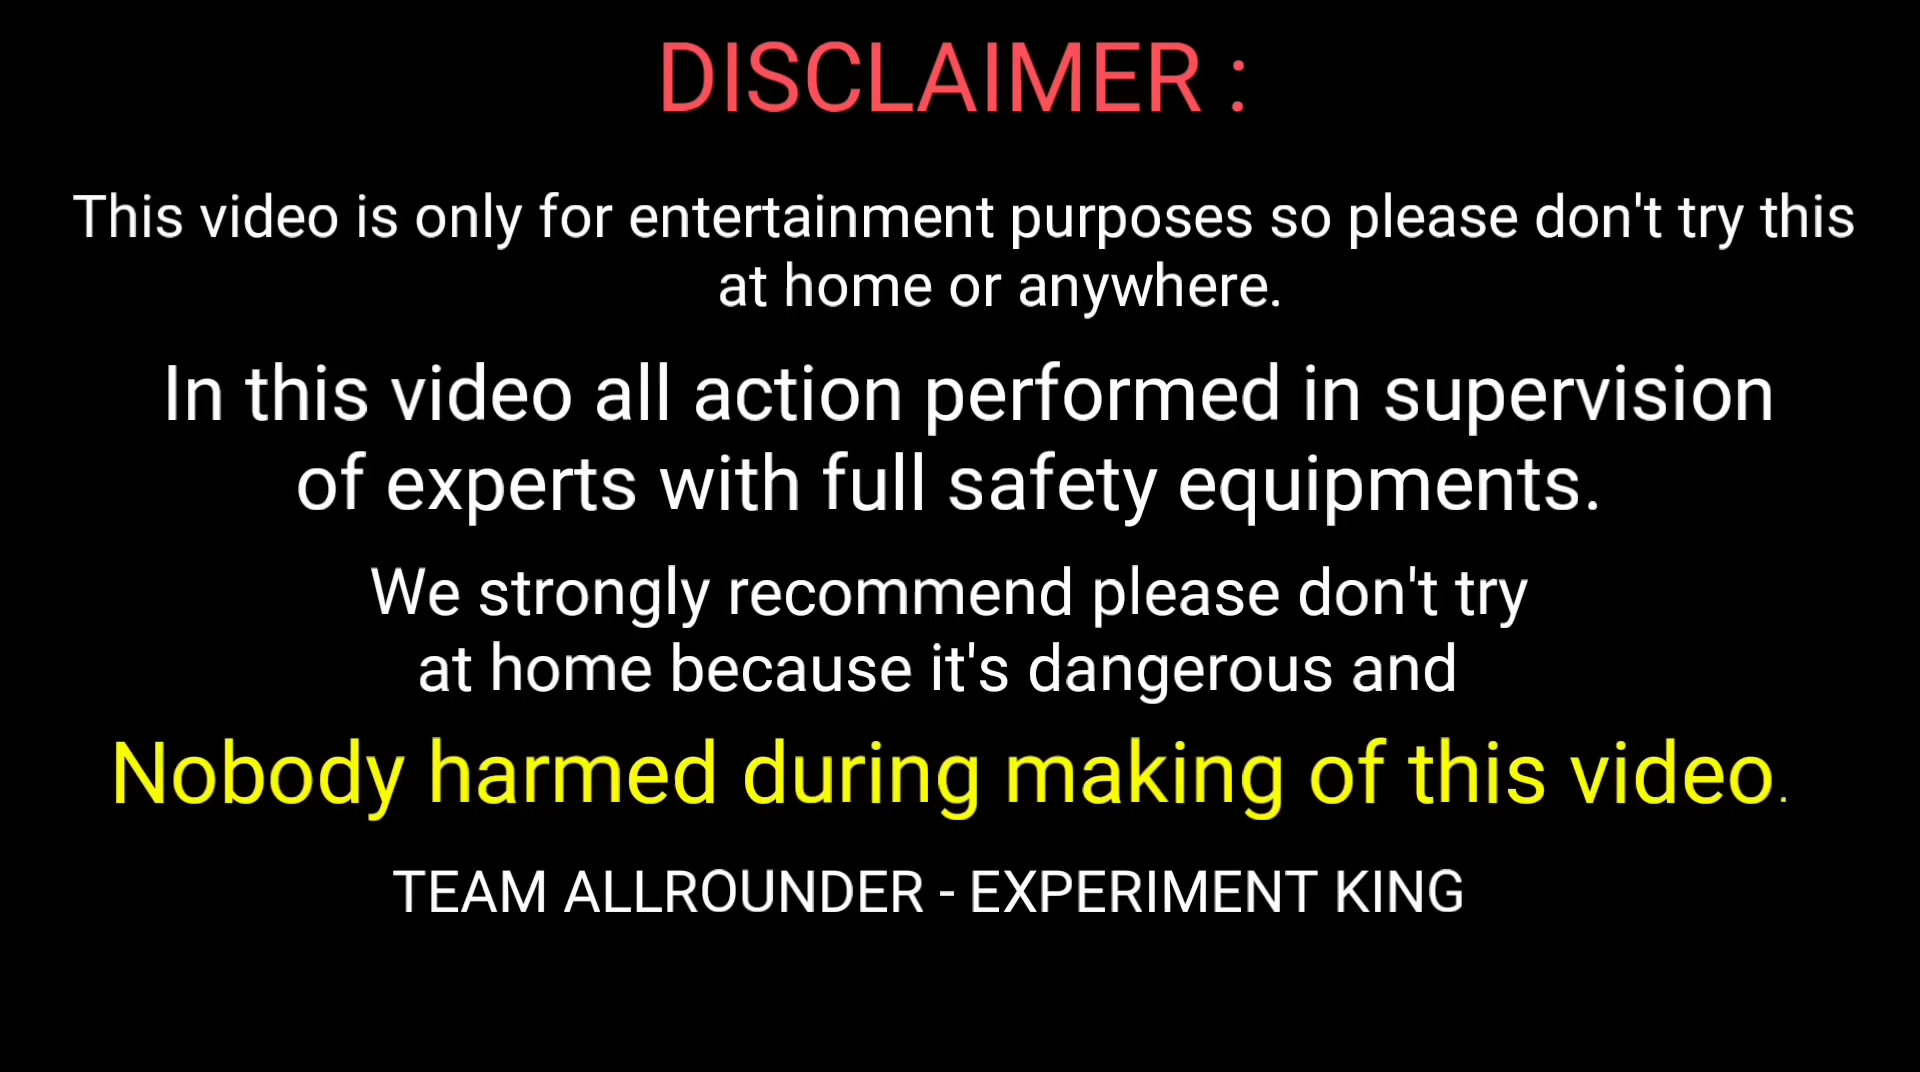 DISCLAIMER :
This video is only for entertainment purposes so please don't try this
at home or anywhere.
In this video all action performed in supervision
of experts with full safety equipments.
We strongly recommend please don't try
at home because it's dangerous and
Nobody harmed during making of this video.
TEAM ALLROUNDER - EXPERIMENT KING